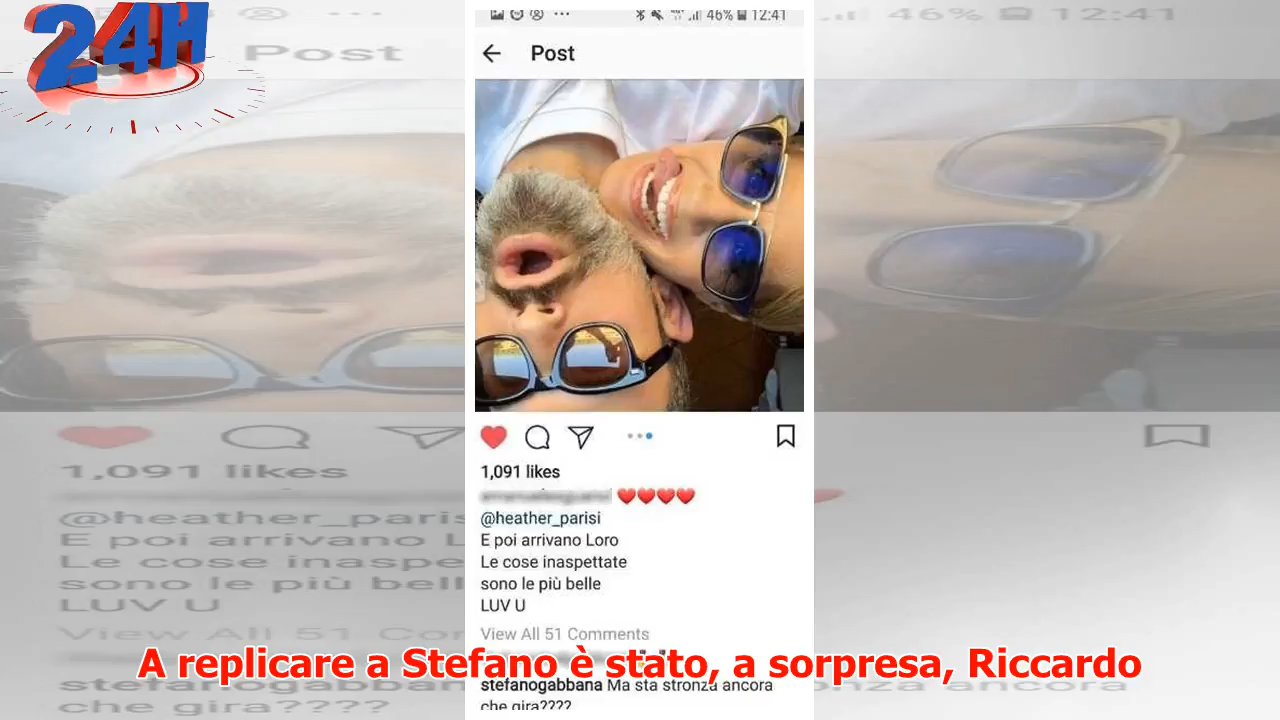 24H
46% 12:41
Post
1,091 likes
@heather_parisi
E poi arrivano Loro
Le cose inaspettate
sono le più belle
LUV U
View All 51 Comments
A replicare a Stefano è stato, a sorpresa, Riccardo
stefanogabbana Ma sta stronza ancora
che gira????